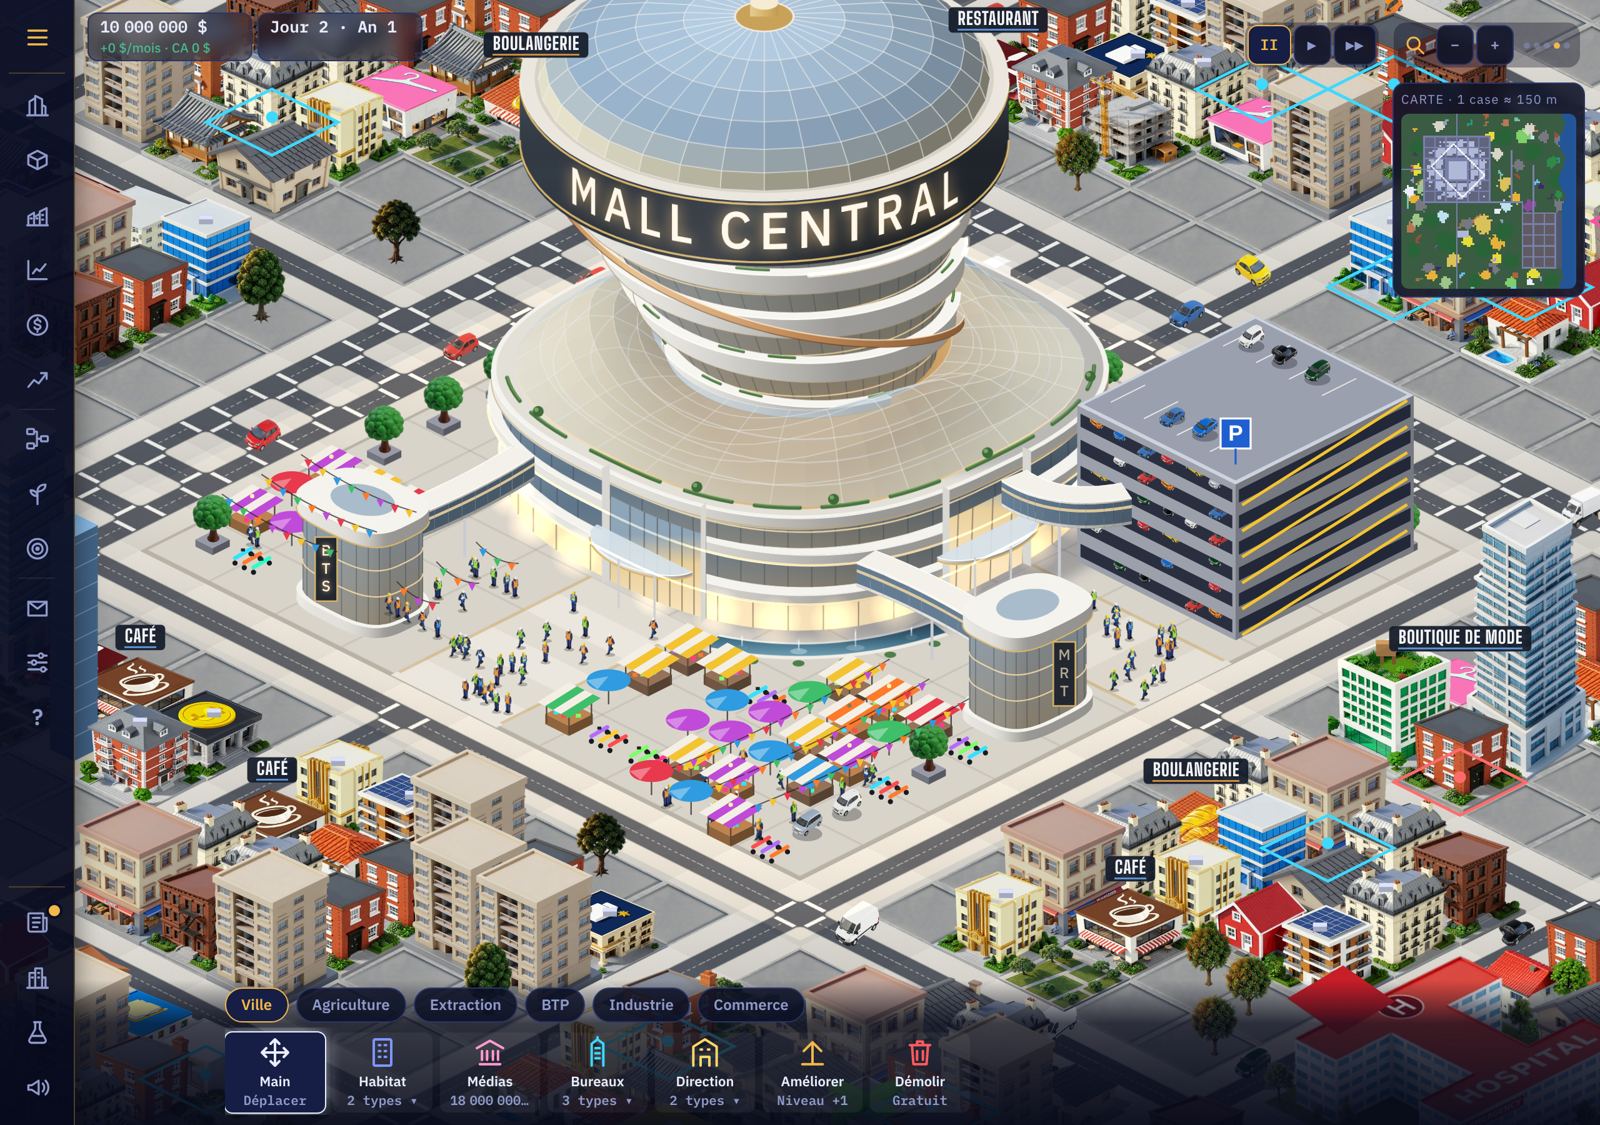 10 000 000 $
+0 $/mois · CA 0 $
Jour 2 · An 1
BOULANGERIE
RESTAURANT
CARTE · 1 case ≈ 150 m
MALL CENTRAL
P
BTS
MRT
CAFÉ
BOUTIQUE DE MODE
CAFÉ
BOULANGERIE
CAFÉ
H
HOSPITAL
Ville
Agriculture
Extraction
BTP
Industrie
Commerce
Main
Déplacer
Habitat
2 types ▾
Médias
18 000 000…
Bureaux
3 types ▾
Direction
2 types ▾
Améliorer
Niveau +1
Démolir
Gratuit